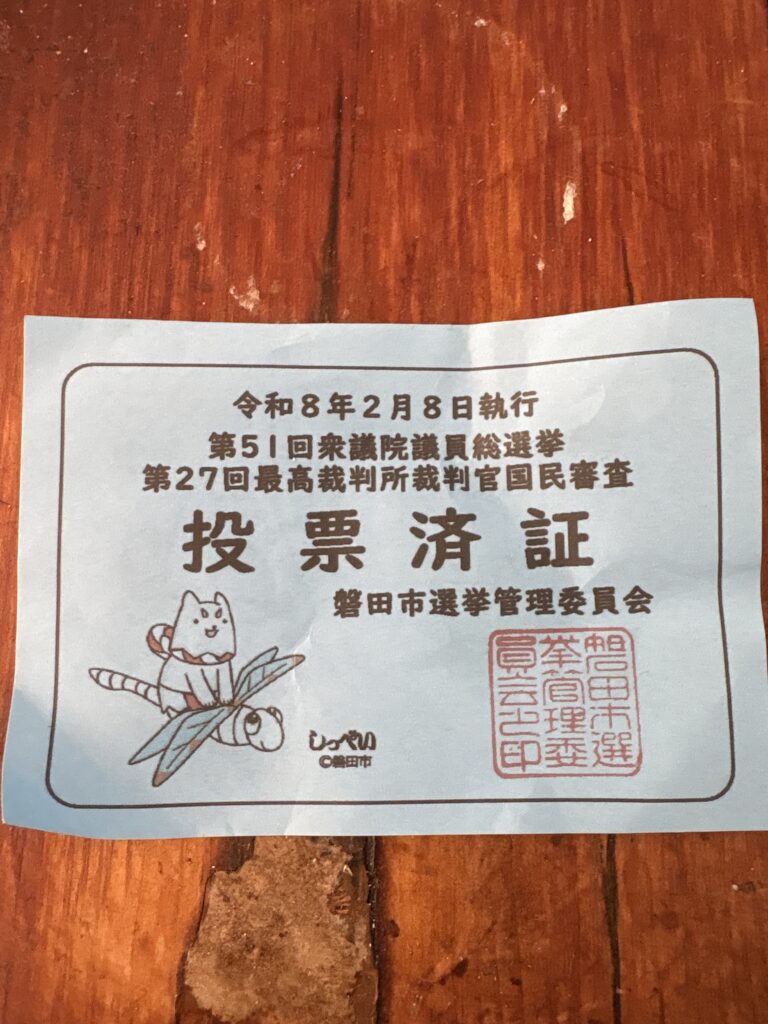 令和8年2月8日執行
第51回衆議院議員総選挙
第27回最高裁判所裁判官国民審査
投票済証
磐田市選挙管理委員会
磐田市選
挙管理委
員会之印
しっぺい
©磐田市